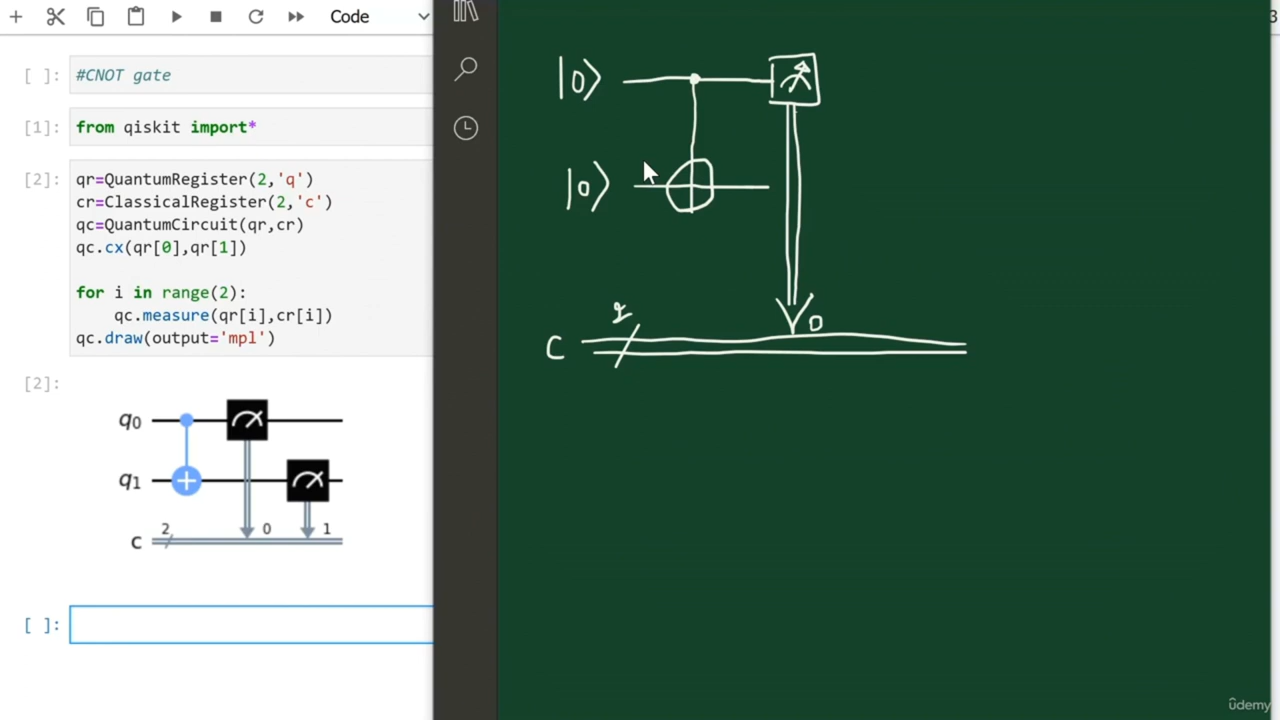 Code
3
[ ]: #CNOT gate
[1]: from qiskit import*
[2]: qr=QuantumRegister(2,'q')
cr=ClassicalRegister(2,'c')
qc=QuantumCircuit(qr,cr)
qc.cx(qr[0],qr[1])
for i in range(2):
qc.measure(qr[i],cr[i])
qc.draw(output='mpl')
[2]:
q0
q1
2 0 1
c
[ ]:
|0⟩
|0⟩
2
0
C
ûdemy